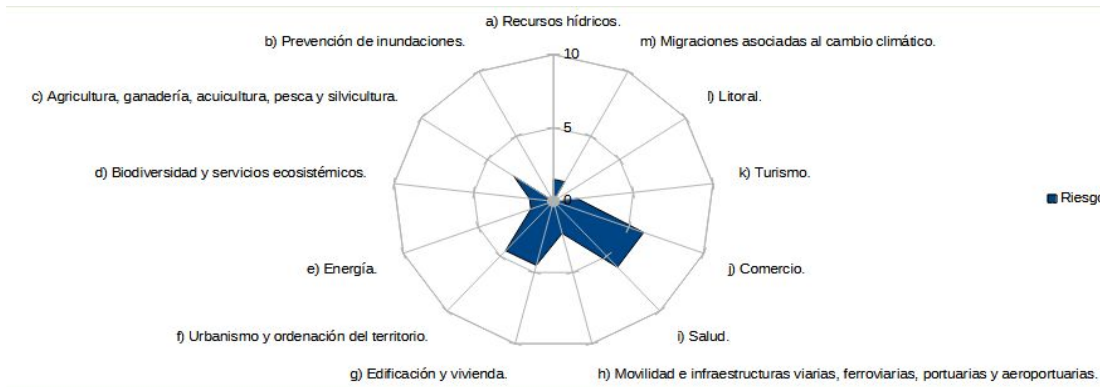 a) Recursos hídricos.
b) Prevención de inundaciones.
m) Migraciones asociadas al cambio climático.
10
c) Agricultura, ganadería, acuicultura, pesca y silvicultura.
l) Litoral.
5
d) Biodiversidad y servicios ecosistémicos.
k) Turismo.
0
Riesgo
e) Energía.
j) Comercio.
f) Urbanismo y ordenación del territorio.
i) Salud.
g) Edificación y vivienda.
h) Movilidad e infraestructuras viarias, ferroviarias, portuarias y aeroportuarias.